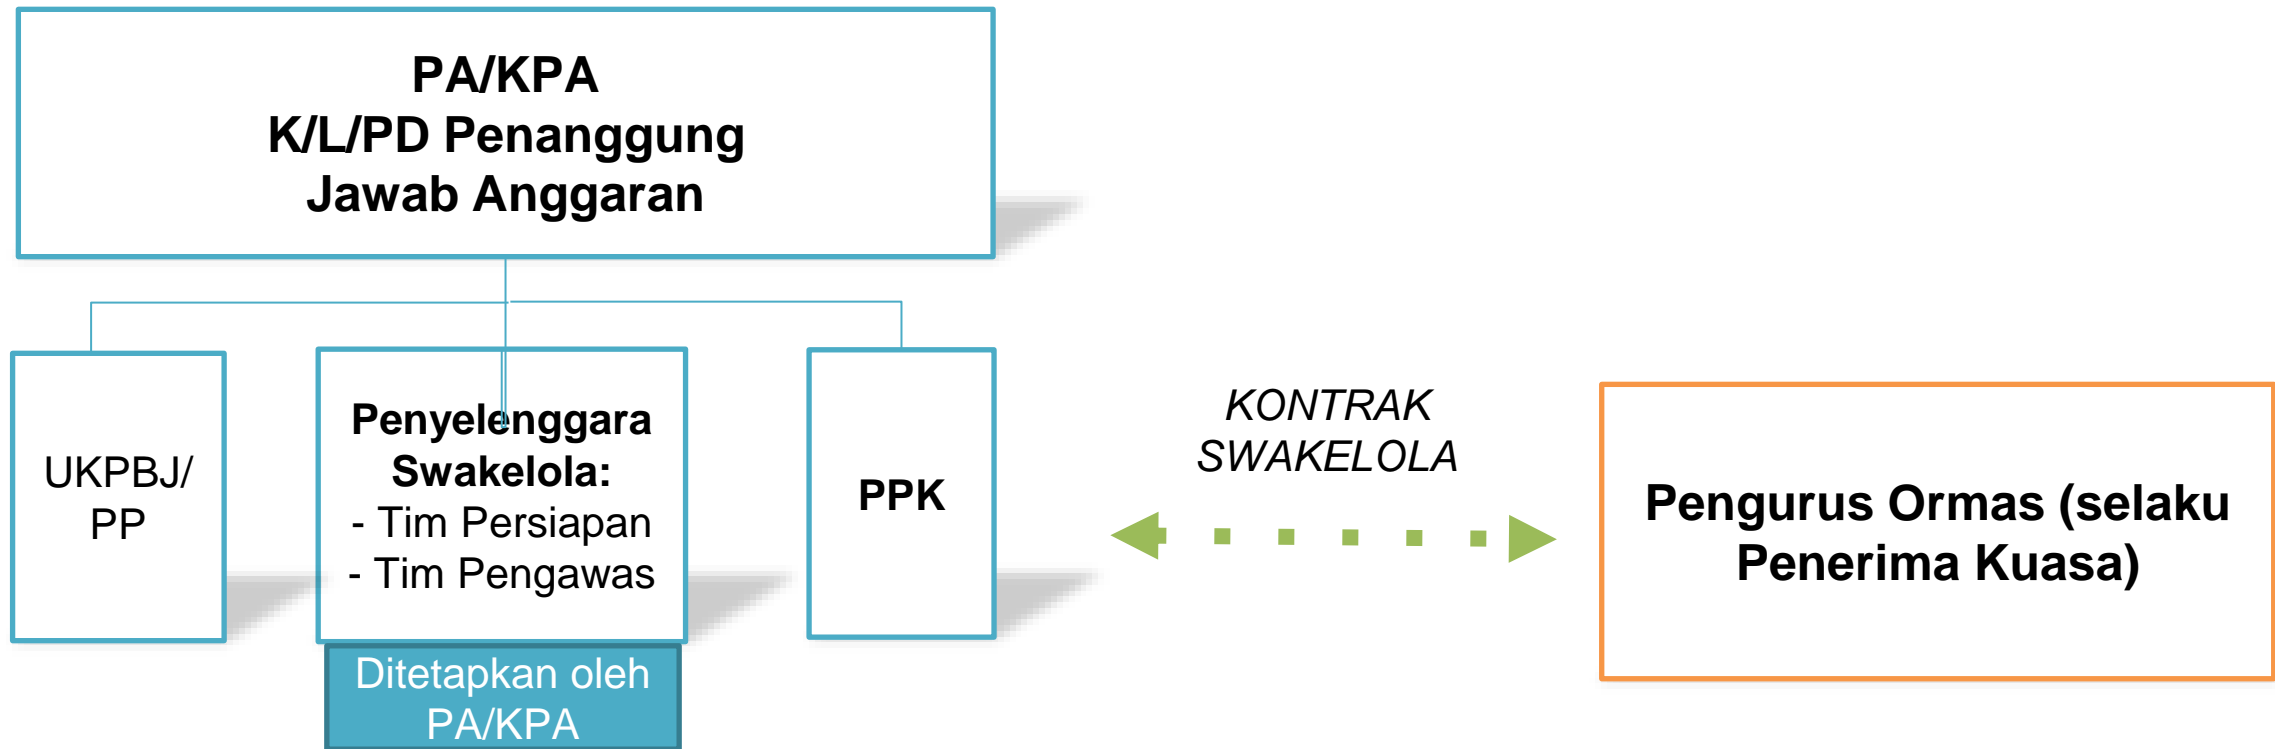 PA/KPA
K/L/PD Penanggung
Jawab Anggaran
UKPBJ/
PP
Penyelenggara
Swakelola:
- Tim Persiapan
- Tim Pengawas
Ditetapkan oleh
PA/KPA
PPK
KONTRAK
SWAKELOLA
Pengurus Ormas (selaku
Penerima Kuasa)